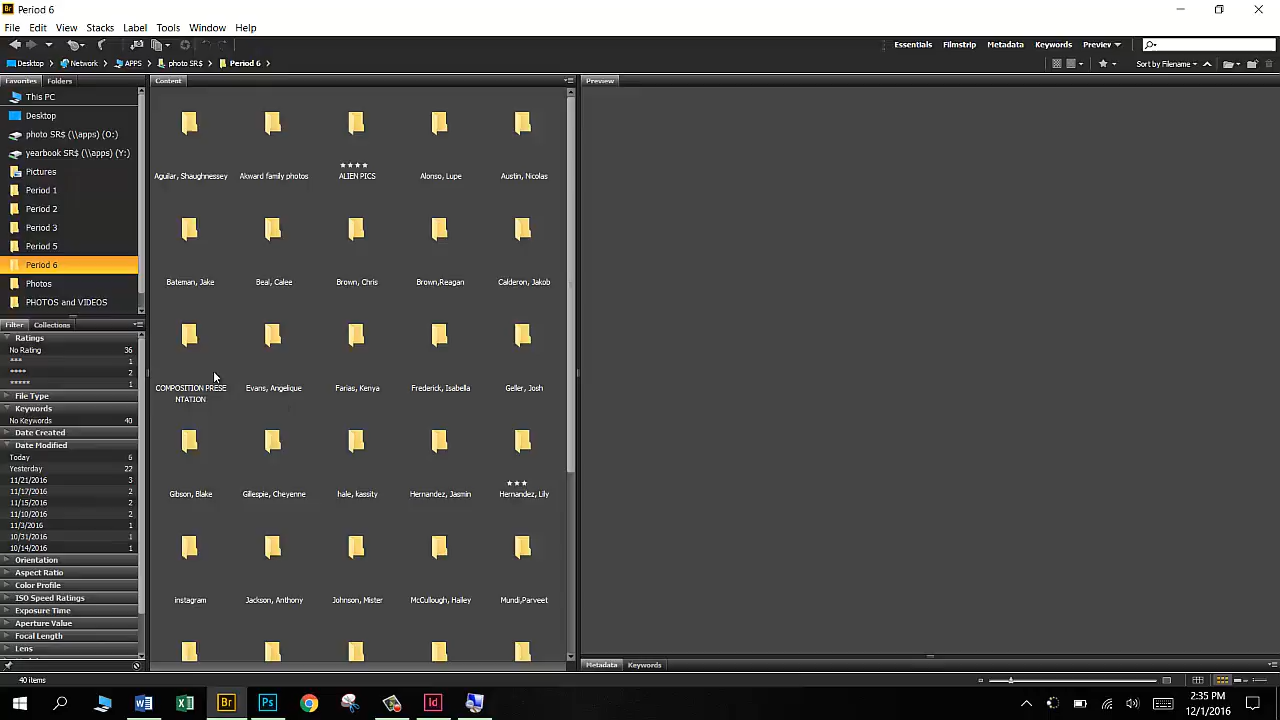 Br Period 6
File Edit View Stacks Label Tools Window Help
Essentials Filmstrip Metadata Keywords Preview
Desktop Network APPS photo SR$ Period 6
Sort by Filename
Favorites Folders
This PC
Desktop
photo SR$ (\\apps) (O:)
yearbook SR$ (\\apps) (Y:)
Pictures
Period 1
Period 2
Period 3
Period 5
Period 6
Photos
PHOTOS and VIDEOS
Filter Collections
Ratings
No Rating 36
*** 1
**** 2
***** 1
File Type
Keywords
No Keywords 40
Date Created
Date Modified
Today 6
Yesterday 22
11/21/2016 3
11/17/2016 2
11/15/2016 2
11/10/2016 2
11/3/2016 1
10/31/2016 1
10/14/2016 1
Orientation
Aspect Ratio
Color Profile
ISO Speed Ratings
Exposure Time
Aperture Value
Focal Length
Lens
Content
Aguilar, Shaughnessey Akward family photos ALIEN PICS Alonso, Lupe Austin, Nicolas
Bateman, Jake Beal, Calee Brown, Chris Brown,Reagan Calderon, Jakob
COMPOSITION PRESE
NTATION
Evans, Angelique Farias, Kenya Frederick, Isabella Geller, Josh
Gibson, Blake Gillespie, Cheyenne hale, kassity Hernandez, Jasmin Hernandez, Lily
instagram Jackson, Anthony Johnson, Mister McCullough, Hailey Mundi,Parveet
Preview
Metadata Keywords
40 items
Br Ps Id
2:35 PM
12/1/2016